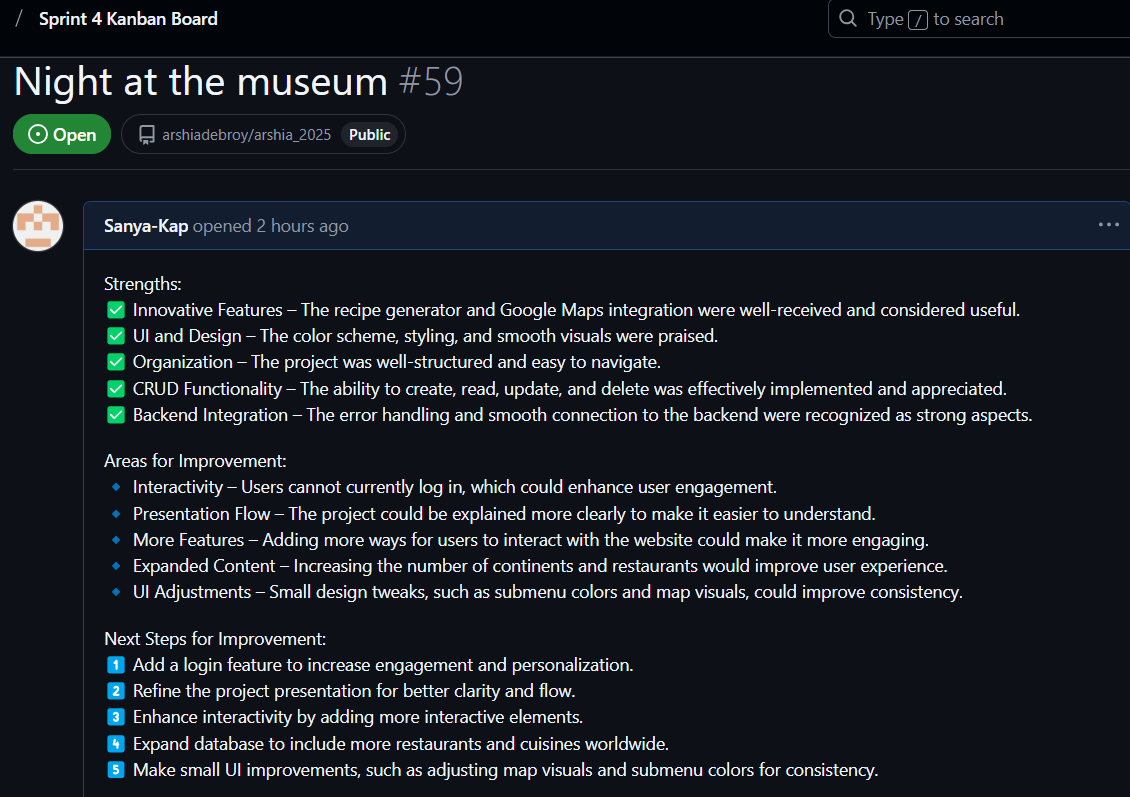 / Sprint 4 Kanban Board
Type / to search
Night at the museum #59
Open
arshiadebroy/arshia_2025 Public
Sanya-Kap opened 2 hours ago
Strengths:
✅ Innovative Features – The recipe generator and Google Maps integration were well-received and considered useful.
✅ UI and Design – The color scheme, styling, and smooth visuals were praised.
✅ Organization – The project was well-structured and easy to navigate.
✅ CRUD Functionality – The ability to create, read, update, and delete was effectively implemented and appreciated.
✅ Backend Integration – The error handling and smooth connection to the backend were recognized as strong aspects.
Areas for Improvement:
🔹 Interactivity – Users cannot currently log in, which could enhance user engagement.
🔹 Presentation Flow – The project could be explained more clearly to make it easier to understand.
🔹 More Features – Adding more ways for users to interact with the website could make it more engaging.
🔹 Expanded Content – Increasing the number of continents and restaurants would improve user experience.
🔹 UI Adjustments – Small design tweaks, such as submenu colors and map visuals, could improve consistency.
Next Steps for Improvement:
1️⃣ Add a login feature to increase engagement and personalization.
2️⃣ Refine the project presentation for better clarity and flow.
3️⃣ Enhance interactivity by adding more interactive elements.
4️⃣ Expand database to include more restaurants and cuisines worldwide.
5️⃣ Make small UI improvements, such as adjusting map visuals and submenu colors for consistency.